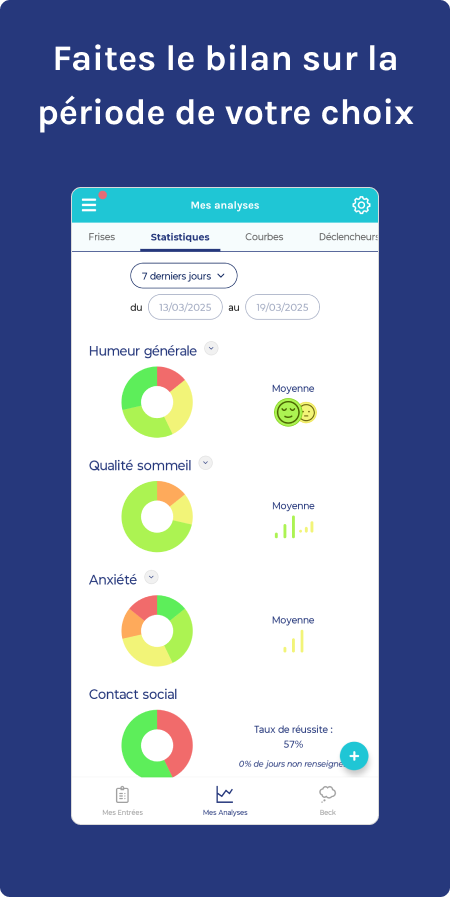 Faites le bilan sur la
période de votre choix
Mes analyses
Frises Statistiques Courbes Déclencheurs
7 derniers jours
du 13/03/2025 au 19/03/2025
Humeur générale
Moyenne
Qualité sommeil
Moyenne
Anxiété
Moyenne
Contact social
Taux de réussite :
57%
0% de jours non renseigné
+
Mes Entrées Mes Analyses Beck